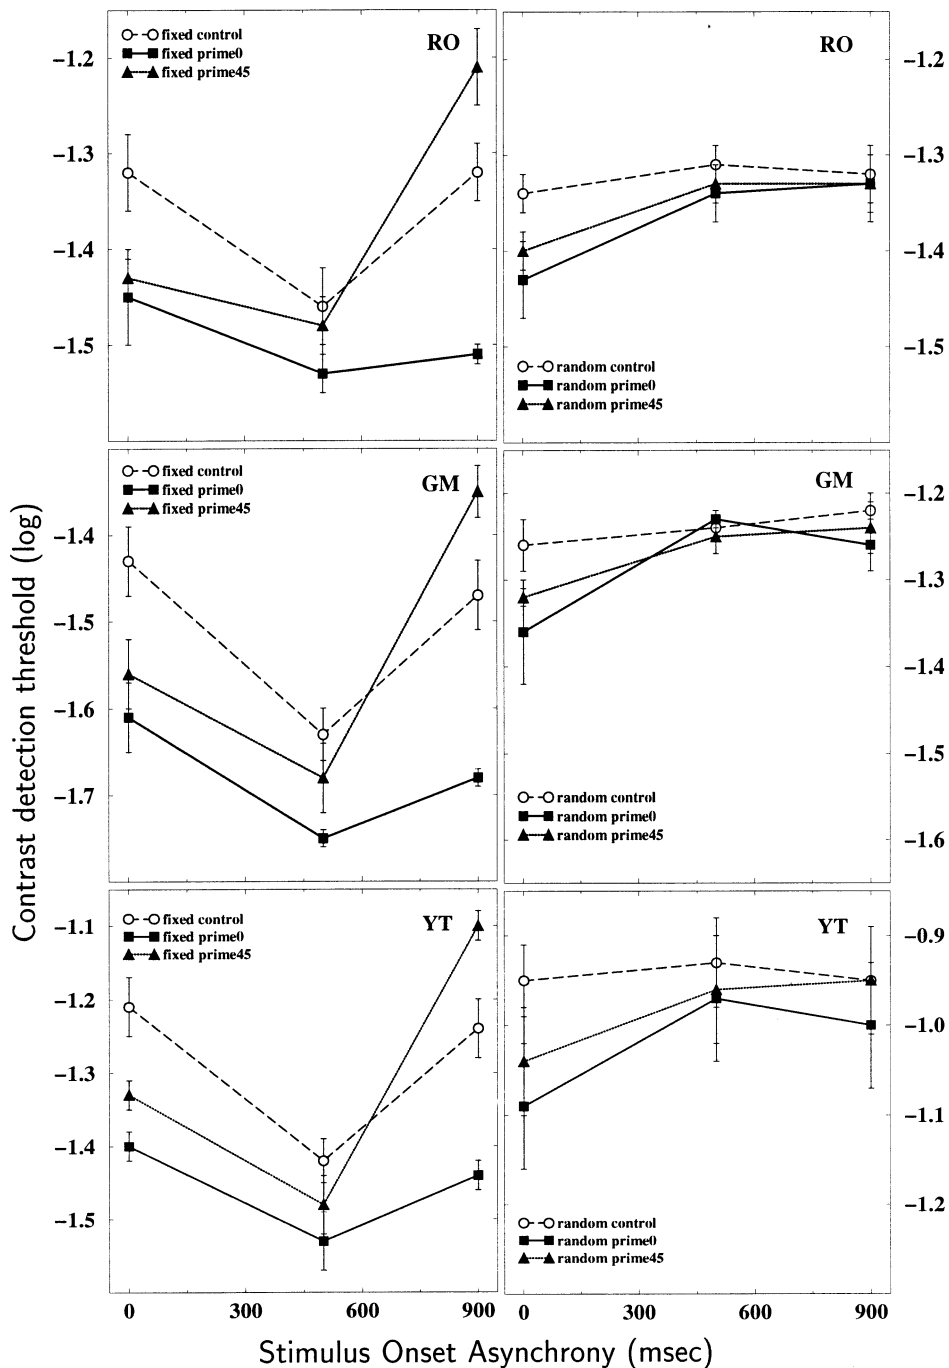 fixed control
fixed prime0
fixed prime45
RO
−1.2
−1.3
−1.4
−1.5
RO
random control
random prime0
random prime45
−1.2
−1.3
−1.4
−1.5
fixed control
fixed prime0
fixed prime45
GM
−1.4
−1.5
−1.6
−1.7
GM
random control
random prime0
random prime45
−1.2
−1.3
−1.4
−1.5
−1.6
fixed control
fixed prime0
fixed prime45
YT
−1.1
−1.2
−1.3
−1.4
−1.5
YT
random control
random prime0
random prime45
−0.9
−1.0
−1.1
−1.2
0 300 600 900
0 300 600 900
Contrast detection threshold (log)
Stimulus Onset Asynchrony (msec)